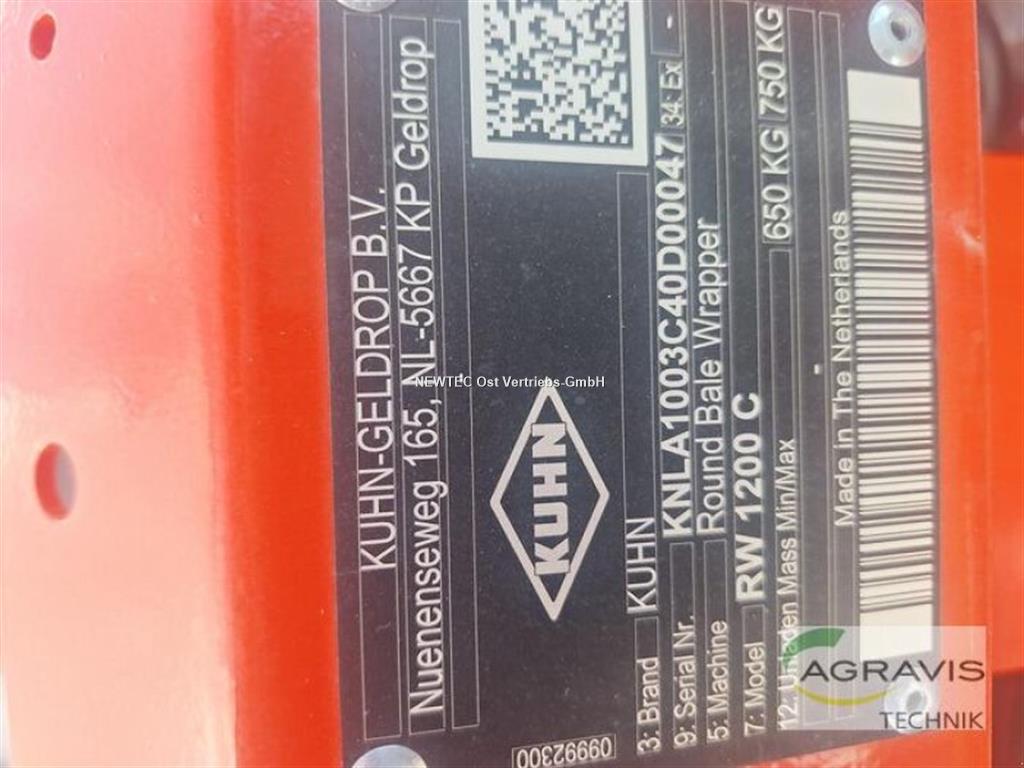 KUHN-GELDROP B.V.
Nuenenseweg 165, NL-5667 KP Geldrop
KUHN
3: Brand KUHN
9: Serial Nr. KNLA1003C40D00047 34: EX -
5: Machine Round Bale Wrapper
7: Model RW 1200 C
12: Unladen Mass Min/Max 650 KG 750 KG
-
Made in The Netherlands
09992300
NEWTEC Ost Vertriebs-GmbH
AGRAVIS
TECHNIK